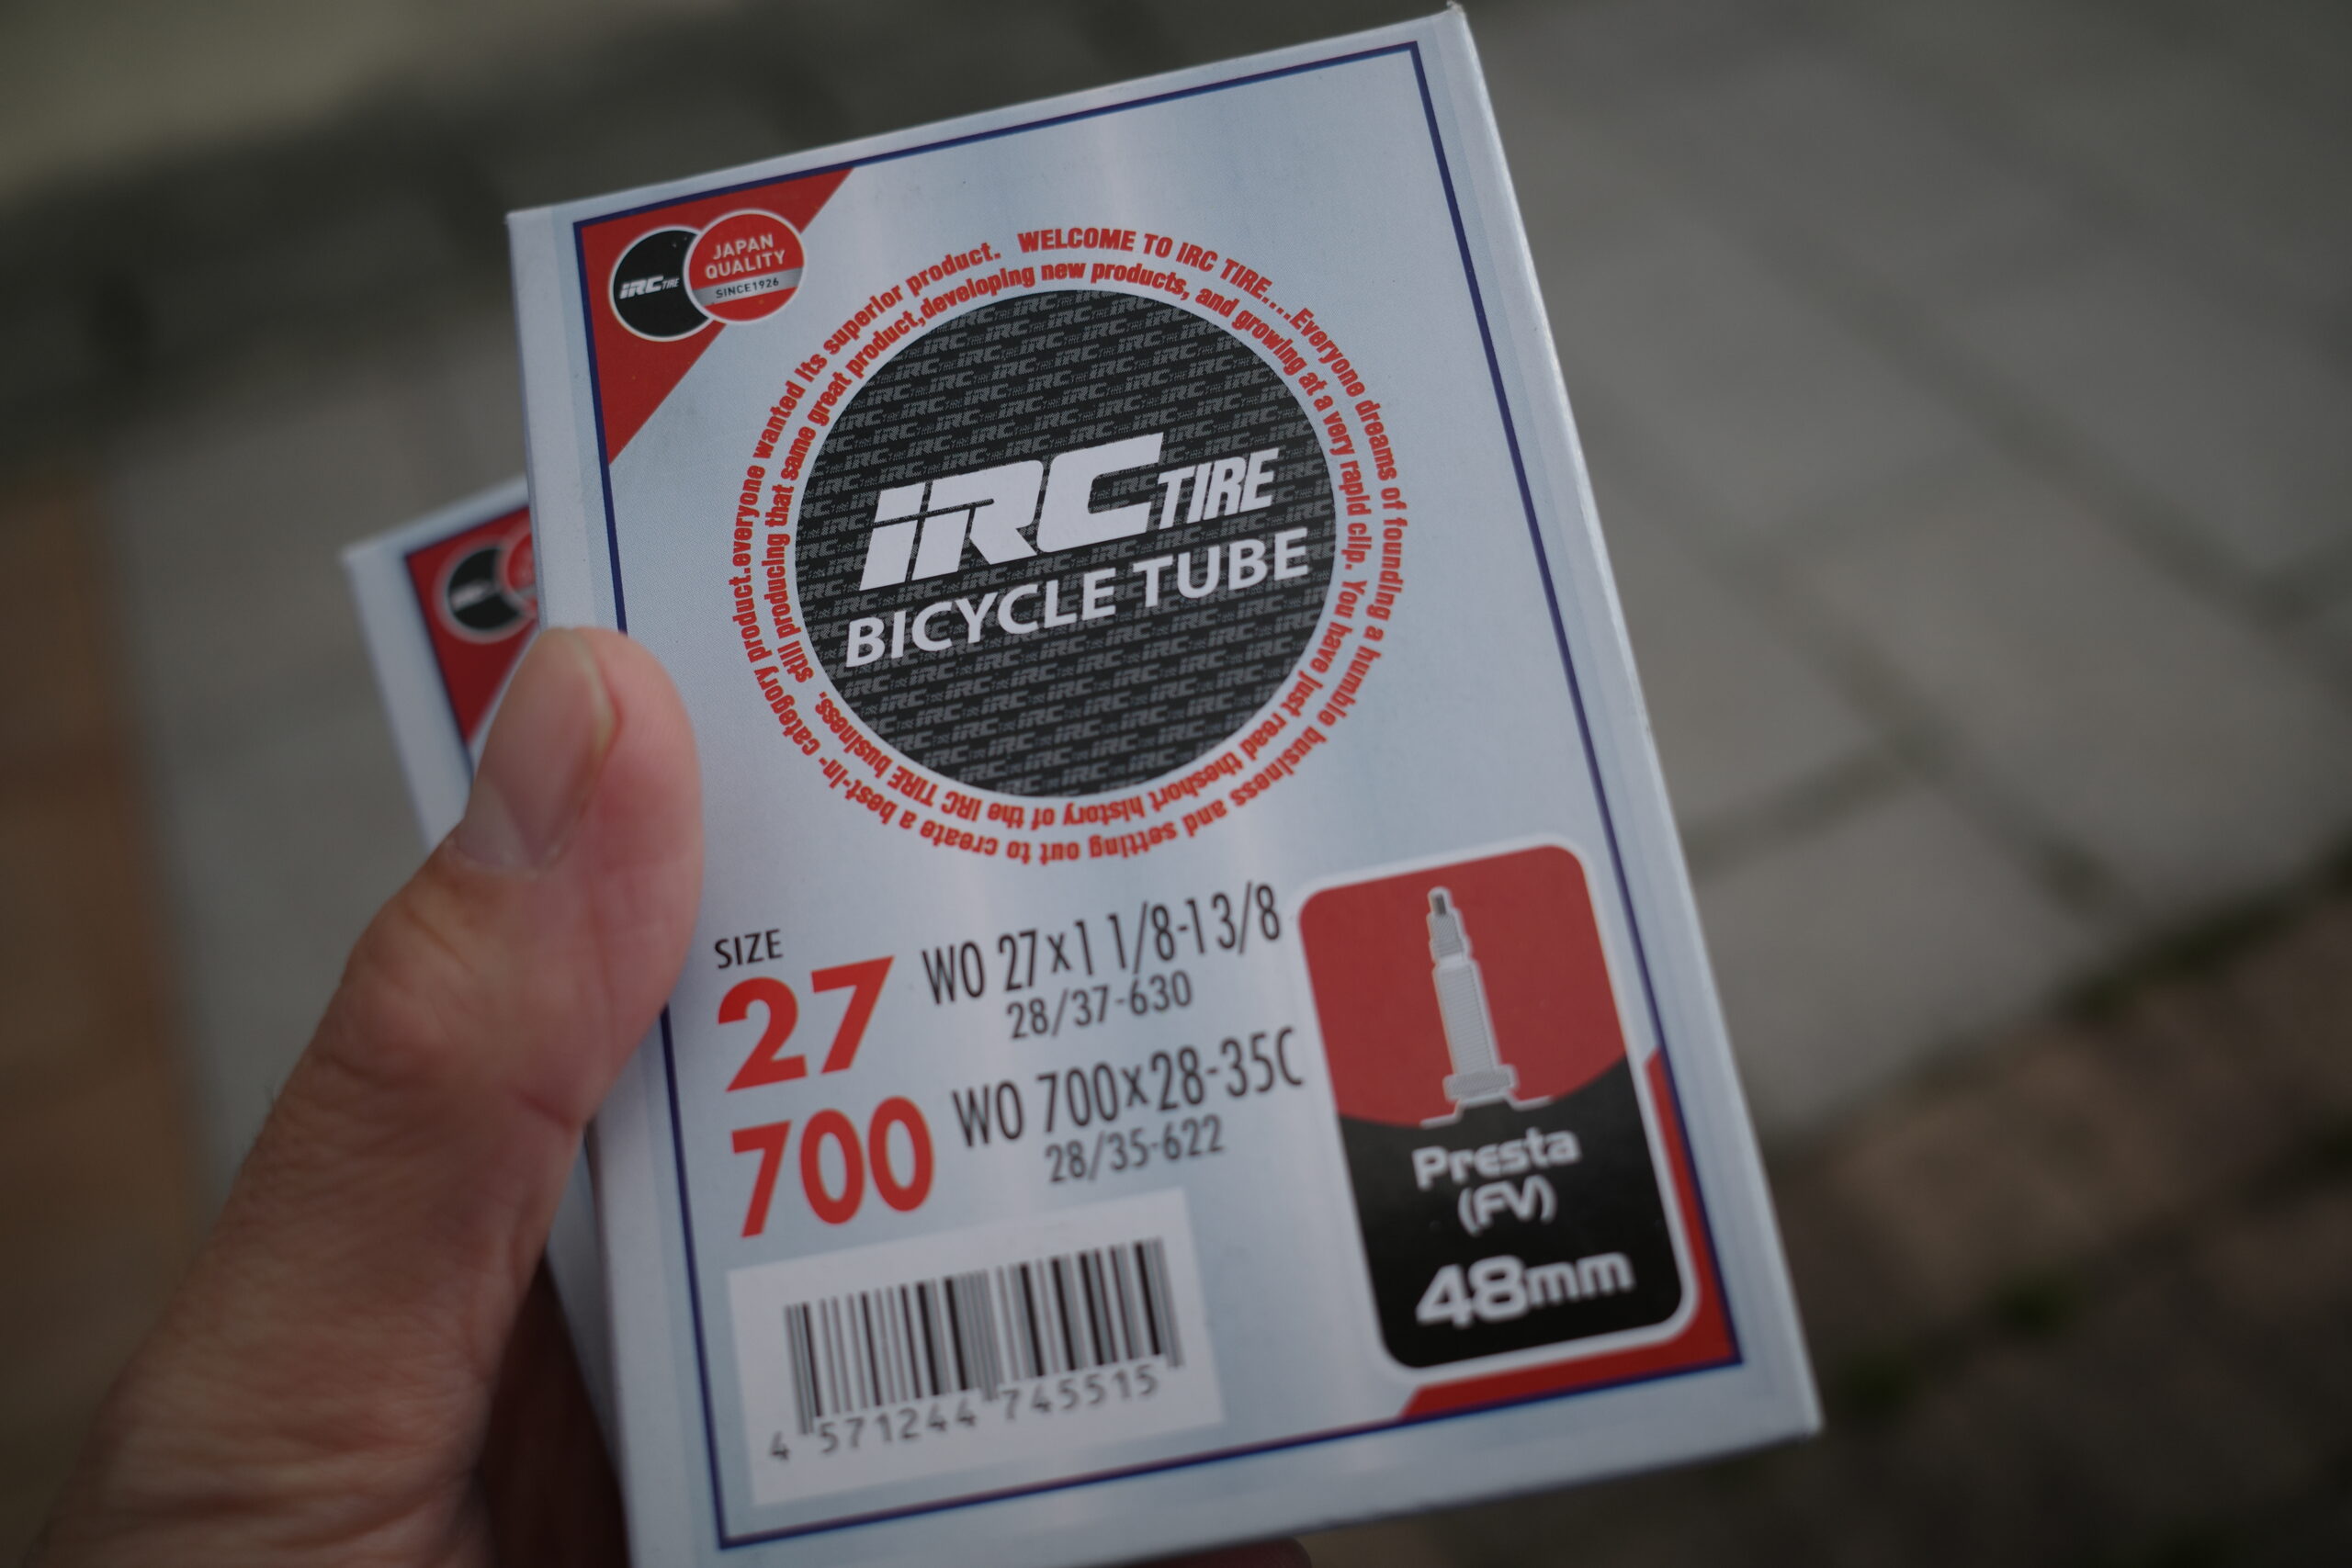 iRC TIRE
JAPAN
QUALITY
SINCE1926
WELCOME TO IRC TIRE....Everyone dreams of founding a humble business and setting out to create a best-in- category product.everyone wanted its superior product.
still producing that same great product,developing new products, and growing at a very rapid clip. You have just read theshort history of the IRC TIRE business.
iRC TIRE
BICYCLE TUBE
SIZE
27
WO 27x1 1/8-13/8
28/37-630
700
WO 700x28-35C
28/35-622
Presta
(FV)
48mm
4 571244 745515